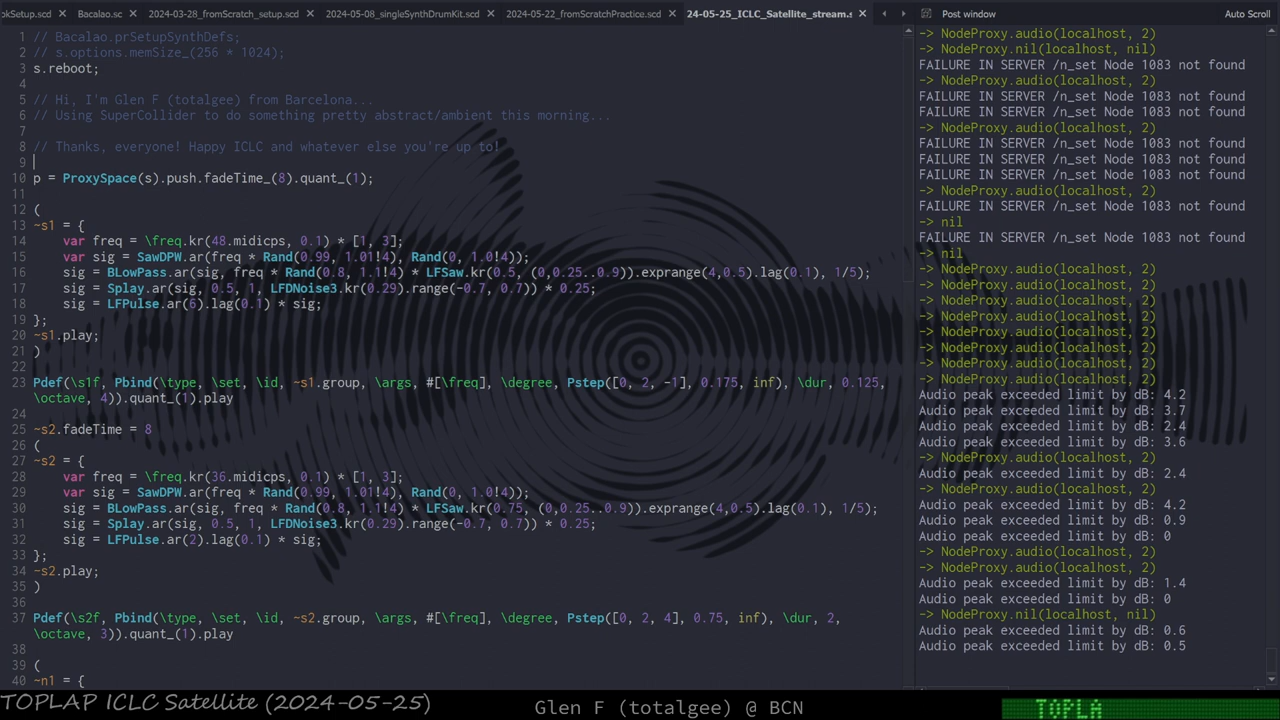 okSetup.scd ✕
Bacalao.sc ✕
2024-03-28_fromScratch_setup.scd ✕
2024-05-08_singleSynthDrumKit.scd ✕
2024-05-22_fromScratchPractice.scd ✕
24-05-25_ICLC_Satellite_stream.s ✕
Post window
Auto Scroll
1 // Bacalao.prSetupSynthDefs;
2 // s.options.memSize_(256 * 1024);
3 s.reboot;
4
5 // Hi, I'm Glen F (totalgee) from Barcelona...
6 // Using SuperCollider to do something pretty abstract/ambient this morning...
7
8 // Thanks, everyone! Happy ICLC and whatever else you're up to!
9
10 p = ProxySpace(s).push.fadeTime_(8).quant_(1);
11
12 (
13 ~s1 = {
14 var freq = \freq.kr(48.midicps, 0.1) * [1, 3];
15 var sig = SawDPW.ar(freq * Rand(0.99, 1.01!4), Rand(0, 1.0!4));
16 sig = BLowPass.ar(sig, freq * Rand(0.8, 1.1!4) * LFSaw.kr(0.5, (0,0.25..0.9)).exprange(4,0.5).lag(0.1), 1/5);
17 sig = Splay.ar(sig, 0.5, 1, LFDNoise3.kr(0.29).range(-0.7, 0.7)) * 0.25;
18 sig = LFPulse.ar(6).lag(0.1) * sig;
19 };
20 ~s1.play;
21 )
22
23 Pdef(\s1f, Pbind(\type, \set, \id, ~s1.group, \args, #[\freq], \degree, Pstep([0, 2, -1], 0.175, inf), \dur, 0.125,
\octave, 4)).quant_(1).play
24
25 ~s2.fadeTime = 8
26 (
27 ~s2 = {
28 var freq = \freq.kr(36.midicps, 0.1) * [1, 3];
29 var sig = SawDPW.ar(freq * Rand(0.99, 1.01!4), Rand(0, 1.0!4));
30 sig = BLowPass.ar(sig, freq * Rand(0.8, 1.1!4) * LFSaw.kr(0.75, (0,0.25..0.9)).exprange(4,0.5).lag(0.1), 1/5);
31 sig = Splay.ar(sig, 0.5, 1, LFDNoise3.kr(0.29).range(-0.7, 0.7)) * 0.25;
32 sig = LFPulse.ar(2).lag(0.1) * sig;
33 };
34 ~s2.play;
35 )
36
37 Pdef(\s2f, Pbind(\type, \set, \id, ~s2.group, \args, #[\freq], \degree, Pstep([0, 2, 4], 0.75, inf), \dur, 2,
\octave, 3)).quant_(1).play
38
39 (
40 ~n1 = {
-> NodeProxy.audio(localhost, 2)
-> NodeProxy.nil(localhost, nil)
FAILURE IN SERVER /n_set Node 1083 not found
-> NodeProxy.audio(localhost, 2)
FAILURE IN SERVER /n_set Node 1083 not found
FAILURE IN SERVER /n_set Node 1083 not found
-> NodeProxy.audio(localhost, 2)
FAILURE IN SERVER /n_set Node 1083 not found
FAILURE IN SERVER /n_set Node 1083 not found
FAILURE IN SERVER /n_set Node 1083 not found
-> NodeProxy.audio(localhost, 2)
FAILURE IN SERVER /n_set Node 1083 not found
-> nil
FAILURE IN SERVER /n_set Node 1083 not found
-> nil
-> NodeProxy.audio(localhost, 2)
-> NodeProxy.audio(localhost, 2)
-> NodeProxy.audio(localhost, 2)
-> NodeProxy.audio(localhost, 2)
-> NodeProxy.audio(localhost, 2)
-> NodeProxy.audio(localhost, 2)
-> NodeProxy.audio(localhost, 2)
-> NodeProxy.audio(localhost, 2)
Audio peak exceeded limit by dB: 4.2
Audio peak exceeded limit by dB: 3.7
Audio peak exceeded limit by dB: 2.4
Audio peak exceeded limit by dB: 3.6
-> NodeProxy.audio(localhost, 2)
Audio peak exceeded limit by dB: 2.4
-> NodeProxy.audio(localhost, 2)
Audio peak exceeded limit by dB: 4.2
Audio peak exceeded limit by dB: 0.9
Audio peak exceeded limit by dB: 0
-> NodeProxy.audio(localhost, 2)
-> NodeProxy.audio(localhost, 2)
Audio peak exceeded limit by dB: 1.4
Audio peak exceeded limit by dB: 0
-> NodeProxy.nil(localhost, nil)
Audio peak exceeded limit by dB: 0.6
Audio peak exceeded limit by dB: 0.5
TOPLAP ICLC Satellite (2024-05-25)
Glen F (totalgee) @ BCN
TOPLA